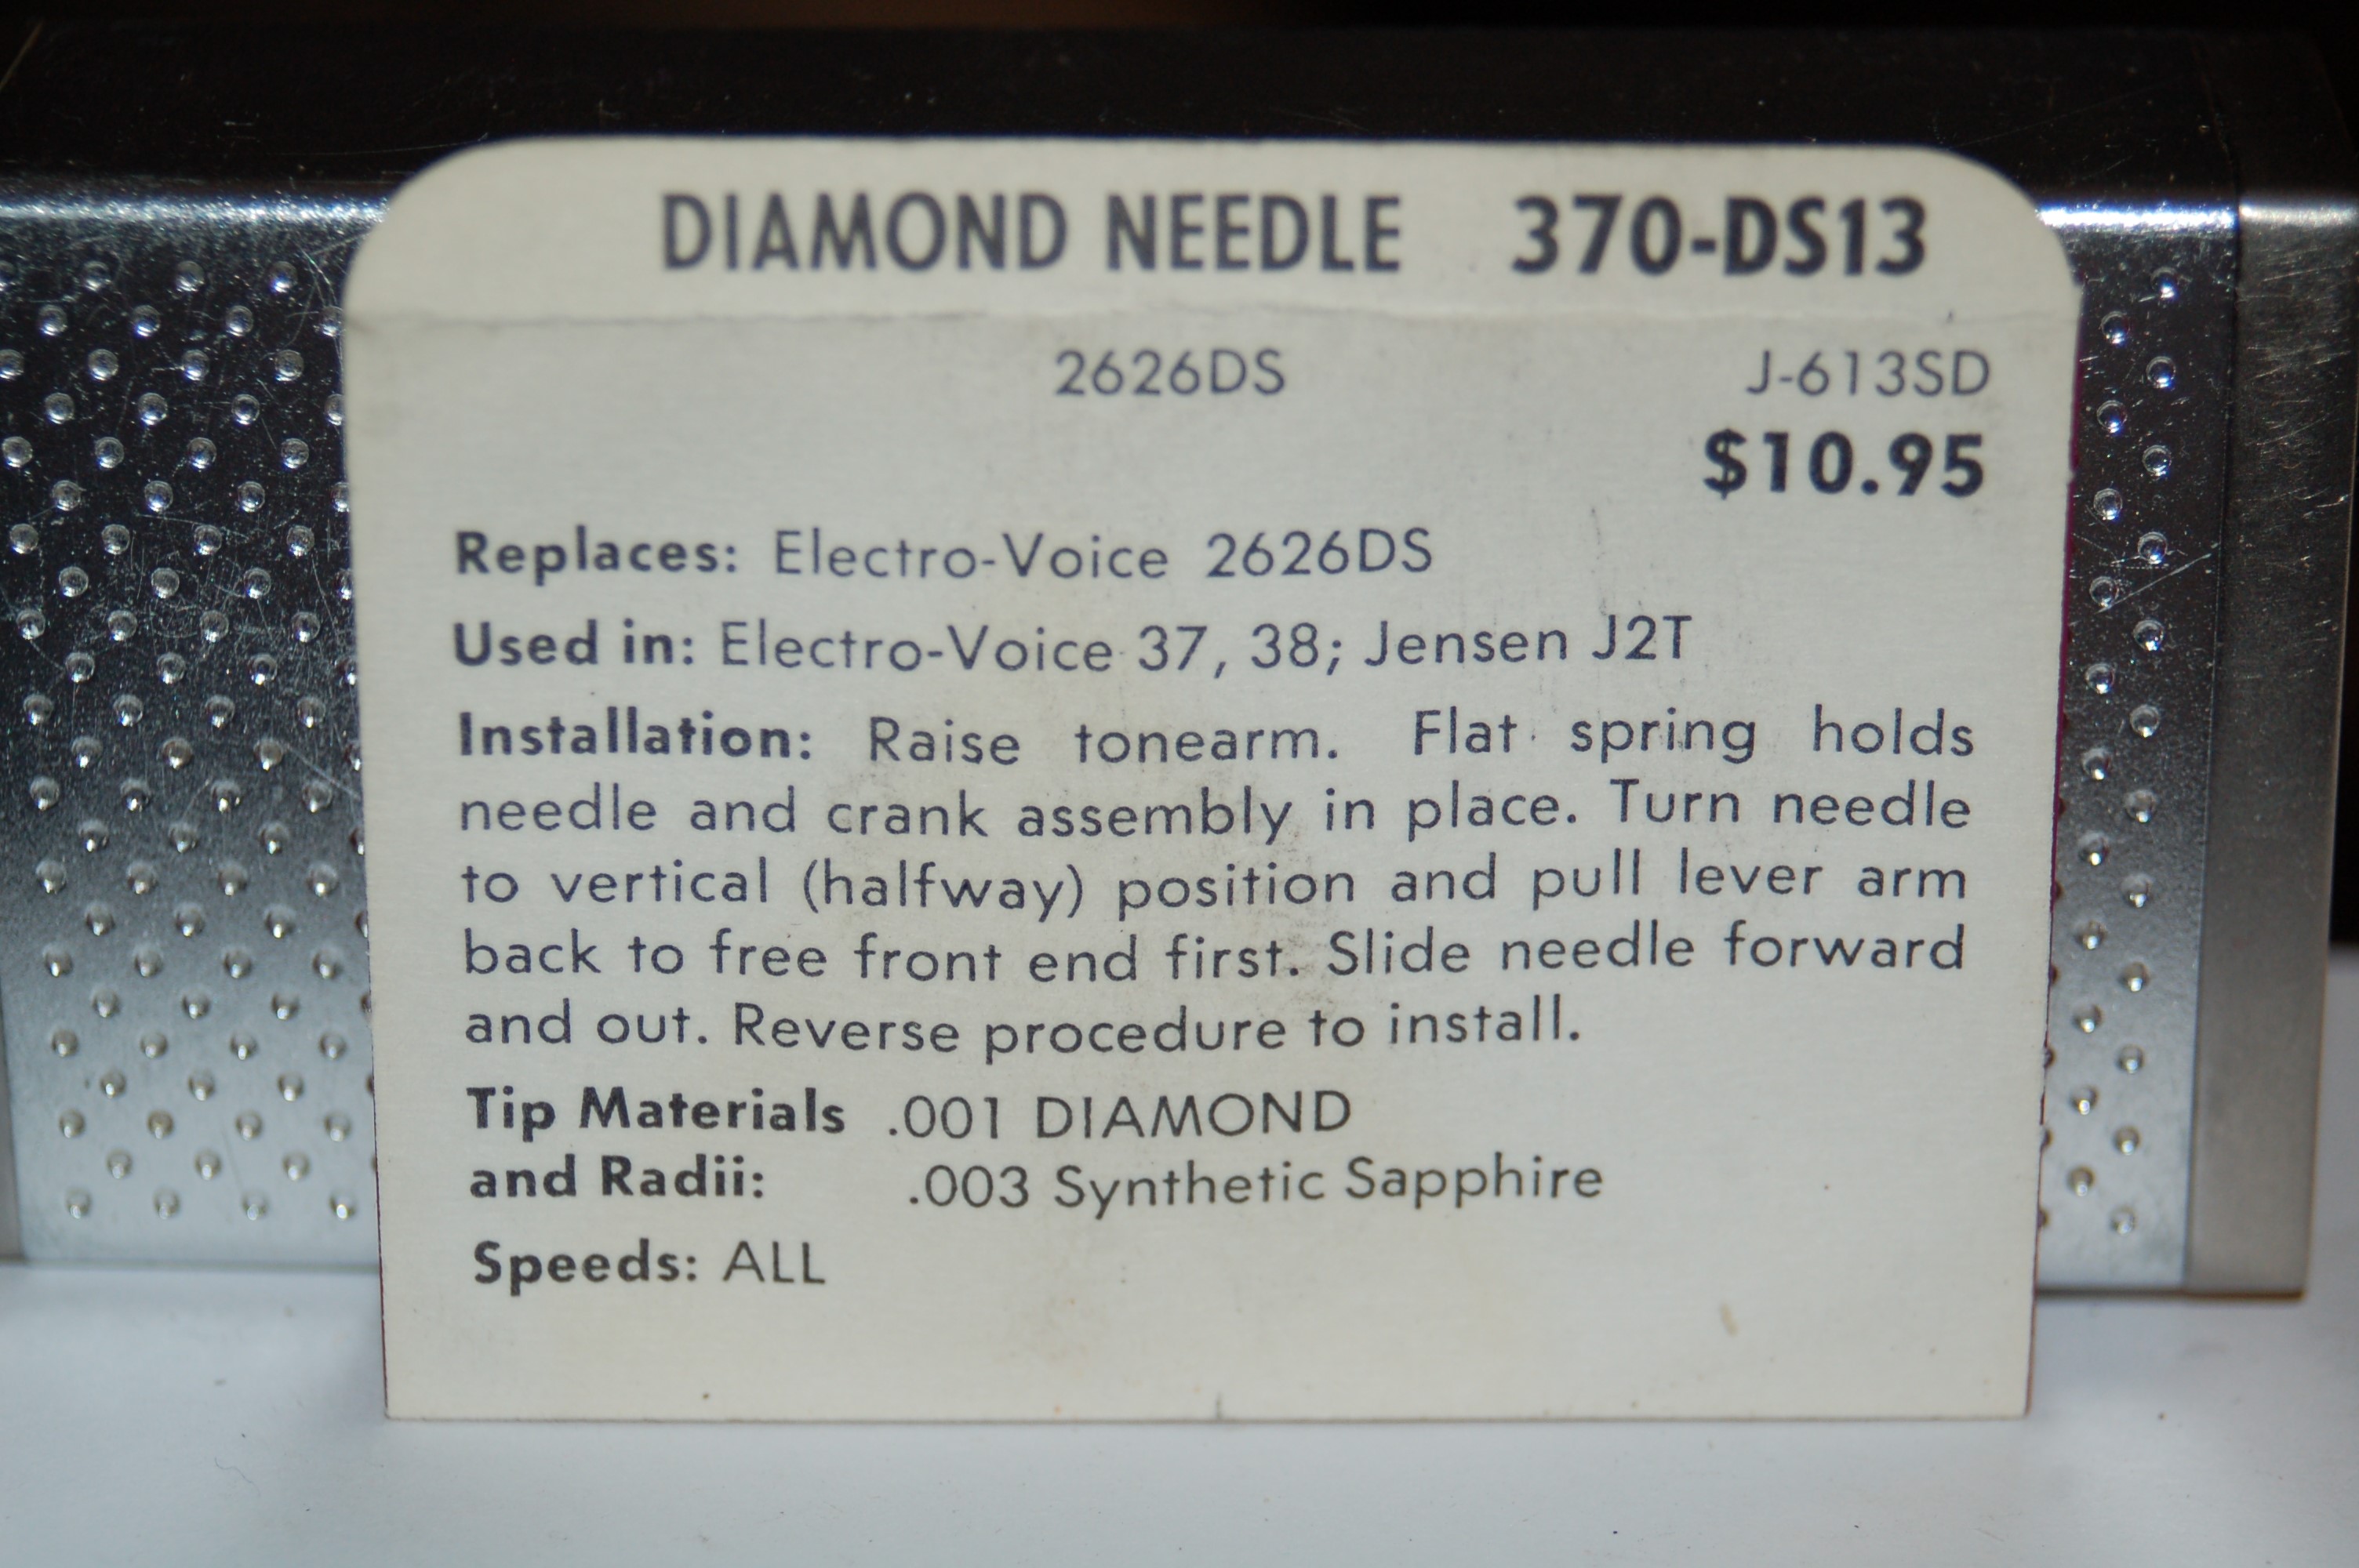 DIAMOND NEEDLE 370-DS13
2626DS J-613SD
$10.95
Replaces: Electro-Voice 2626DS
Used in: Electro-Voice 37, 38; Jensen J2T
Installation: Raise tonearm. Flat spring holds
needle and crank assembly in place. Turn needle
to vertical (halfway) position and pull lever arm
back to free front end first. Slide needle forward
and out. Reverse procedure to install.
Tip Materials .001 DIAMOND
and Radii: .003 Synthetic Sapphire
Speeds: ALL